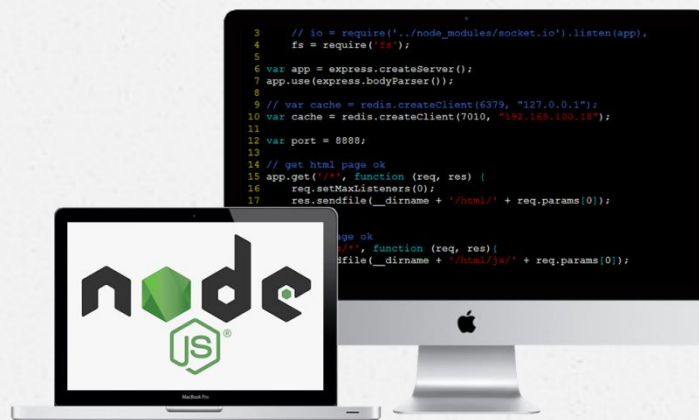 3 // io = require('../node_modules/socket.io').listen(app),
4 fs = require('fs');
5
6 var app = express.createServer();
7 app.use(express.bodyParser());
8
9 // var cache = redis.createClient(6379, "127.0.0.1");
10 var cache = redis.createClient(7010, "192.168.100.18");
11
12 var port = 8888;
13
14 // get html page ok
15 app.get('/*', function (req, res) {
16 req.setMaxListeners(0);
17 res.sendfile(__dirname + '/html/' + req.params[0]);
age ok
/*', function (req, res){
dfile(__dirname + '/html/js/' + req.params[0]);
node
JS®
MacBook Pro